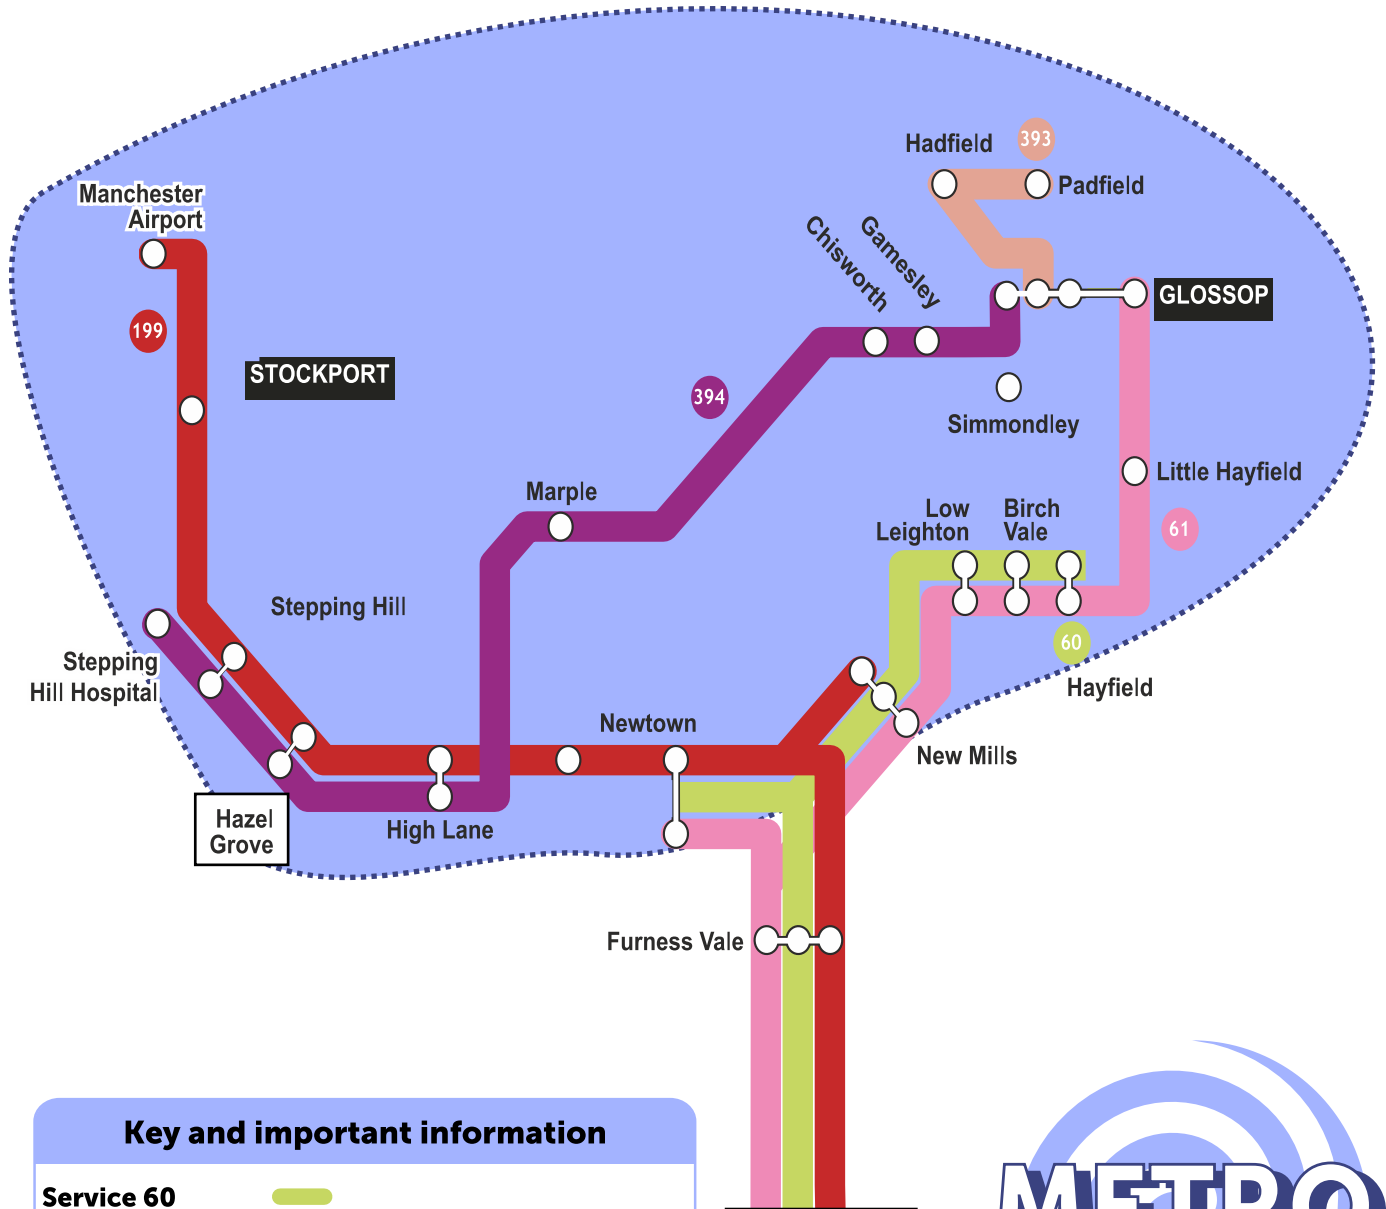 Hadfield
393
Padfield
Manchester
Airport
Chisworth
Gamesley
GLOSSOP
199
STOCKPORT
394
Simmondley
Marple
Little Hayfield
Low
Leighton
Birch
Vale
61
Stepping Hill
60
Stepping
Hill Hospital
Hayfield
Newtown
New Mills
Hazel
Grove
High Lane
Furness Vale
Key and important information
Service 60
METRO